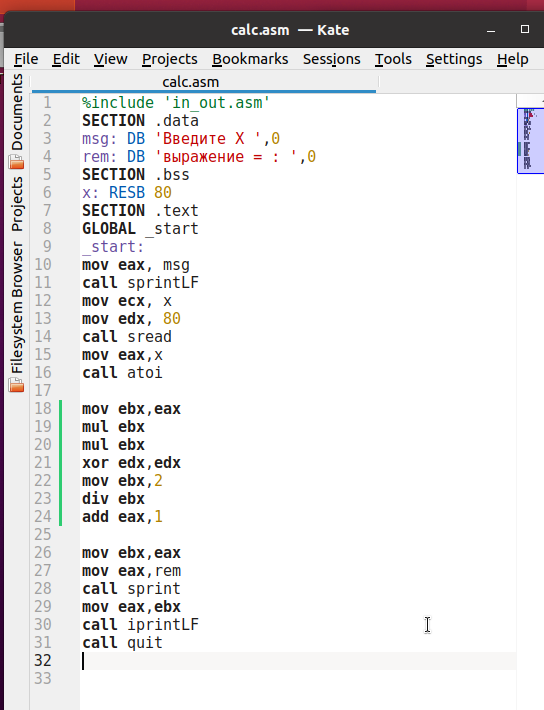 calc.asm — Kate
File Edit View Projects Bookmarks Sessions Tools Settings Help
calc.asm
Documents
Projects
Filesystem Browser
1 %include 'in_out.asm'
2 SECTION .data
3 msg: DB 'Введите X ',0
4 rem: DB 'выражение = : ',0
5 SECTION .bss
6 x: RESB 80
7 SECTION .text
8 GLOBAL _start
9 _start:
10 mov eax, msg
11 call sprintLF
12 mov ecx, x
13 mov edx, 80
14 call sread
15 mov eax,x
16 call atoi
17
18 mov ebx,eax
19 mul ebx
20 mul ebx
21 xor edx,edx
22 mov ebx,2
23 div ebx
24 add eax,1
25
26 mov ebx,eax
27 mov eax,rem
28 call sprint
29 mov eax,ebx
30 call iprintLF
31 call quit
32
33